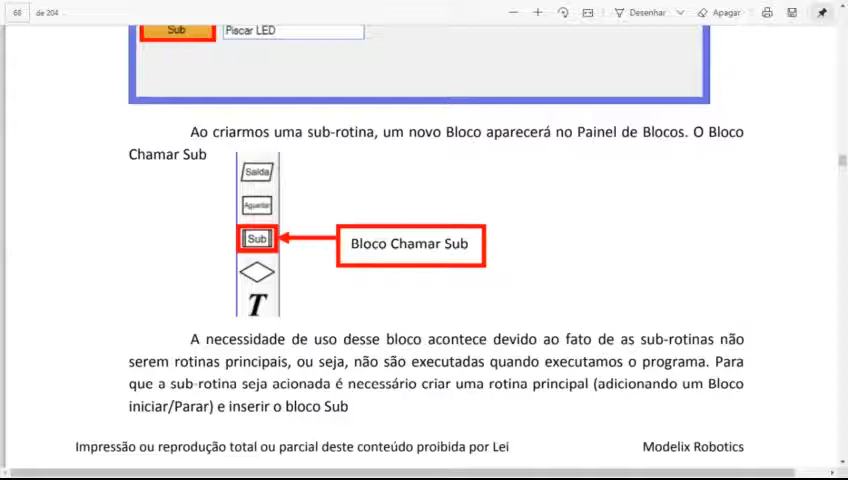 66 de 204 Desenhar Apagar
Sub Piscar LED
Ao criarmos uma sub-rotina, um novo Bloco aparecerá no Painel de Blocos. O Bloco
Chamar Sub
Saída
Aguardar
Sub
Bloco Chamar Sub
T
A necessidade de uso desse bloco acontece devido ao fato de as sub-rotinas não
serem rotinas principais, ou seja, não são executadas quando executamos o programa. Para
que a sub-rotina seja acionada é necessário criar uma rotina principal (adicionando um Bloco
iniciar/Parar) e inserir o bloco Sub
Impressão ou reprodução total ou parcial deste conteúdo proibida por Lei Modelix Robotics